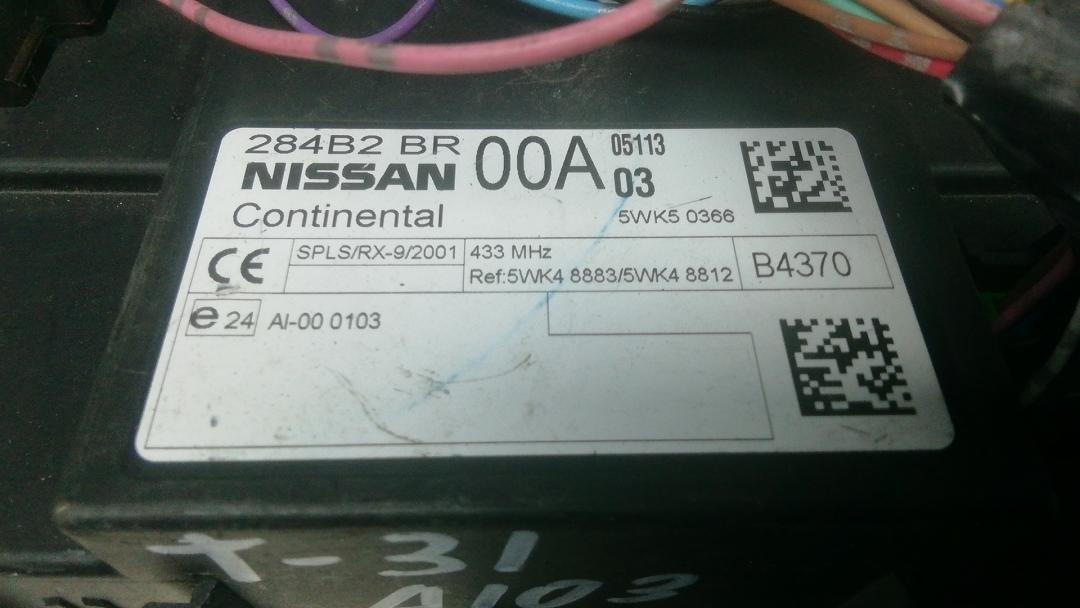 284B2 BR 00A 05113
NISSAN 03
Continental 5WK5 0366
CE SPLS/RX-9/2001 433 MHz
Ref:5WK4 8883/5WK4 8812 B4370
e 24 AI-00 0103
T-31
A103